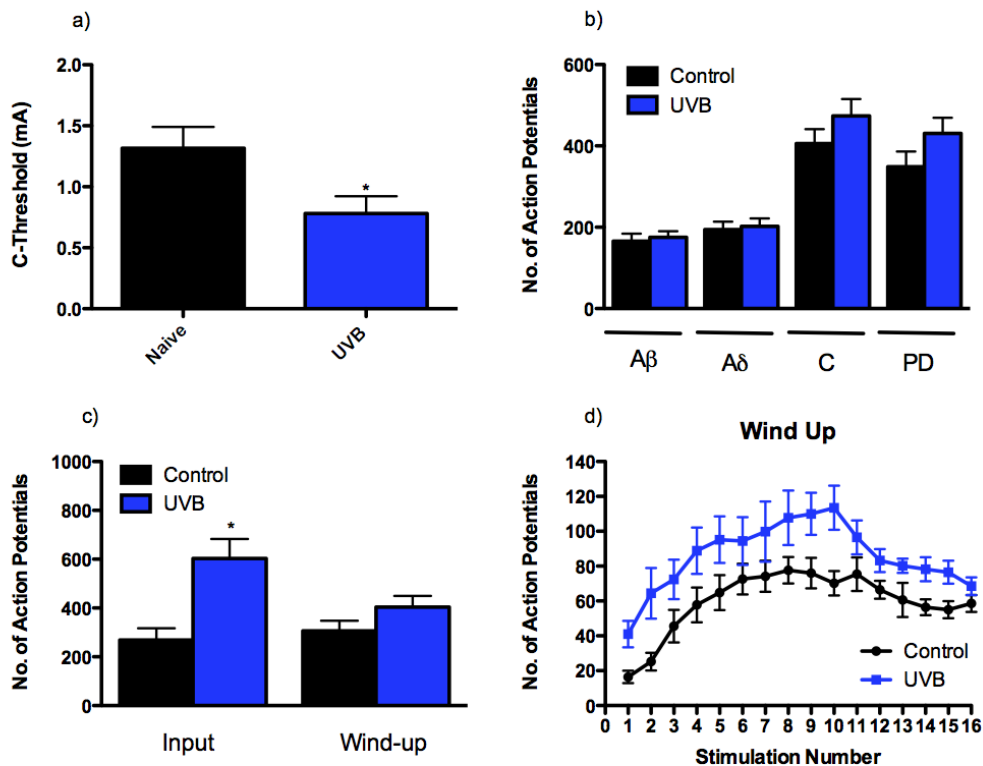 a)
2.0
1.5
1.0
0.5
0.0
C-Threshold (mA)
*
Naive
UVB
b)
600
400
200
0
No. of Action Potentials
Control
UVB
Aβ
Aδ
C
PD
c)
1000
800
600
400
200
0
No. of Action Potentials
Control
UVB
*
Input
Wind-up
d)
Wind Up
140
120
100
80
60
40
20
0
No. of Action Potentials
Control
UVB
0 1 2 3 4 5 6 7 8 9 10 11 12 13 14 15 16
Stimulation Number